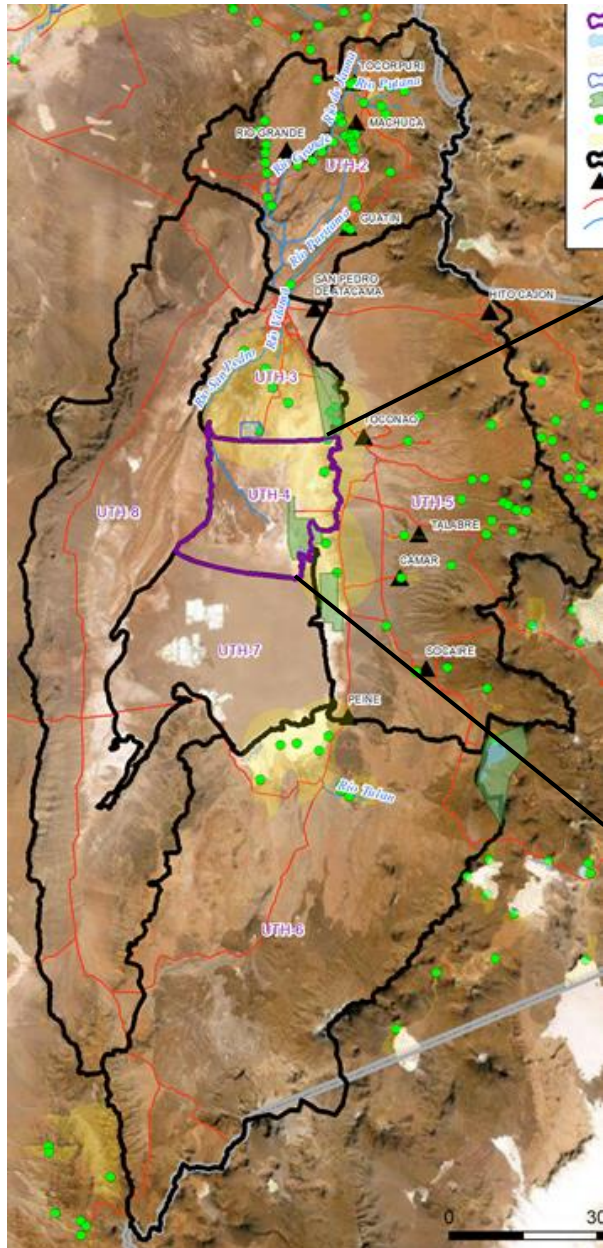 TOCORPURI
Río Putana
Río de Jauna
RIO GRANDE
MACHUCA
Río Grande
UTH-2
GUATIN
Río Puritama
SAN PEDRO
DE ATACAMA
HITO CAJON
Río Vilama
Río San Pedro
UTH-3
TOCONAO
UTH-4
UTH-5
UTH-8
TALABRE
CAMAR
UTH-7
SOCAIRE
PEINE
Río Tulan
UTH-6
0
30